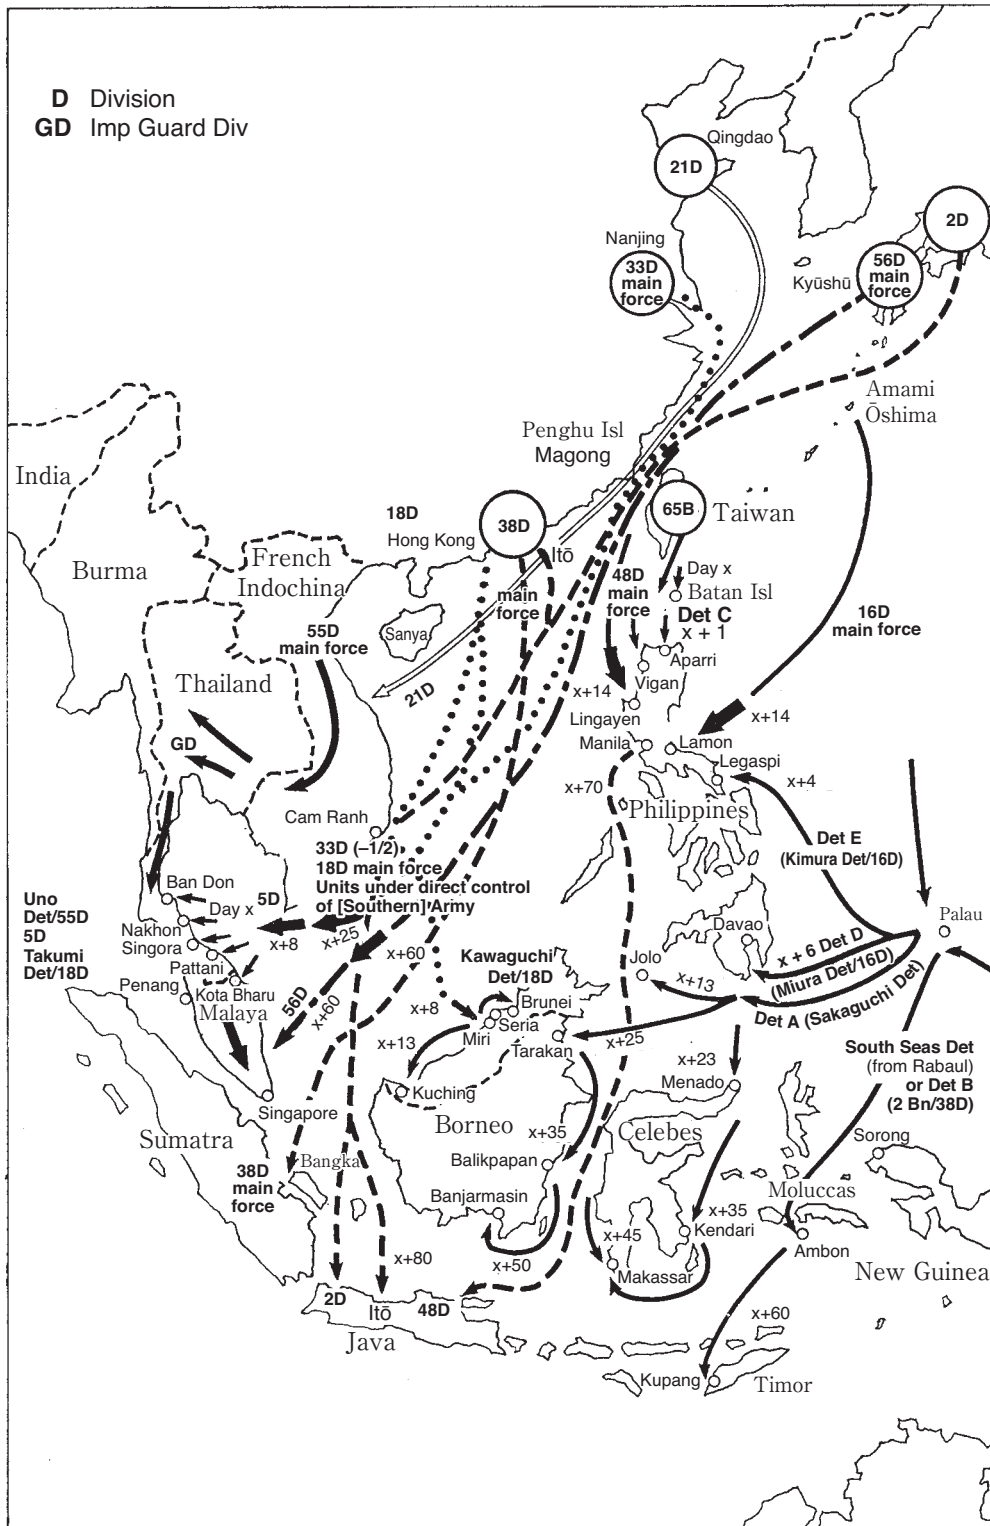 D Division
GD Imp Guard Div
Qingdao
21D
2D
Nanjing
33D
main
force
Kyūshū
56D
main
force
Amami
Ōshima
Penghu Isl
Magong
India
18D
Hong Kong
38D
Itō
65B
Taiwan
Burma
French
Indochina
main
force
48D
main
force
Day x
Batan Isl
Det C
x + 1
16D
main force
55D
main force
Sanya
Aparri
Vigan
21D
x+14
Thailand
Lingayen
x+14
GD
Manila
Lamon
Legaspi
x+70
x+4
Philippines
Cam Ranh
33D (–1/2)
18D main force
Units under direct control
of [Southern] Army
Det E
(Kimura Det/16D)
Ban Don
Uno
Det/55D
5D
Takumi
Det/18D
Day x
5D
Nakhon
Singora
x+8
x+25
Pattani
Penang
Kota Bharu
Malaya
x+60
56D
x+60
Kawaguchi
Det/18D
Davao
Palau
x + 6 Det D
(Miura Det/16D)
Jolo
x+13
Det A (Sakaguchi Det)
x+8
Brunei
Seria
Miri
Tarakan
x+25
x+13
x+23
Menado
South Seas Det
(from Rabaul)
or Det B
(2 Bn/38D)
Kuching
Singapore
Borneo
x+35
Celebes
Sumatra
Sorong
38D
main
force
Bangka
Balikpapan
Moluccas
Banjarmasin
x+35
Kendari
x+45
Ambon
x+80
x+50
Makassar
New Guinea
2D
Itō
48D
Java
x+60
Kupang
Timor